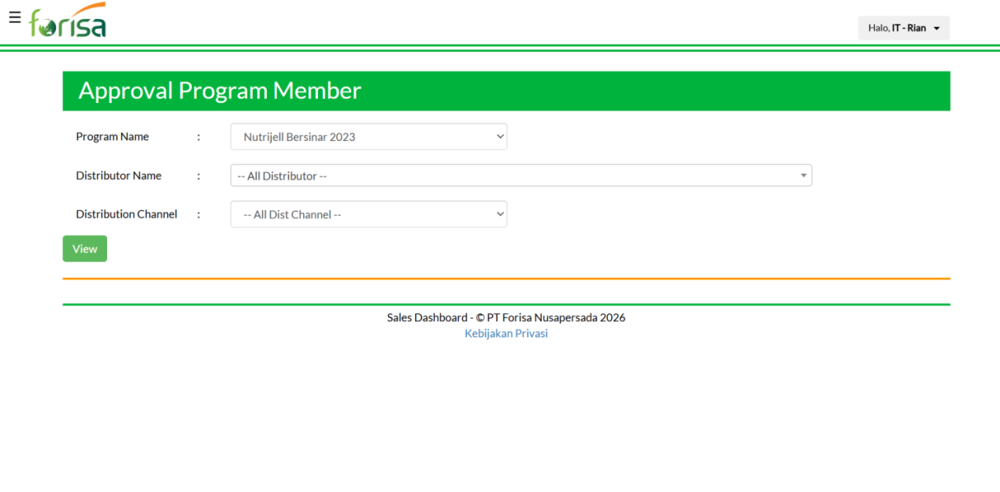 ☰ forisa
Halo, IT - Rian
Approval Program Member
Program Name : Nutrijell Bersinar 2023
Distributor Name : -- All Distributor --
Distribution Channel : -- All Dist Channel --
View
Sales Dashboard - © PT Forisa Nusapersada 2026
Kebijakan Privasi